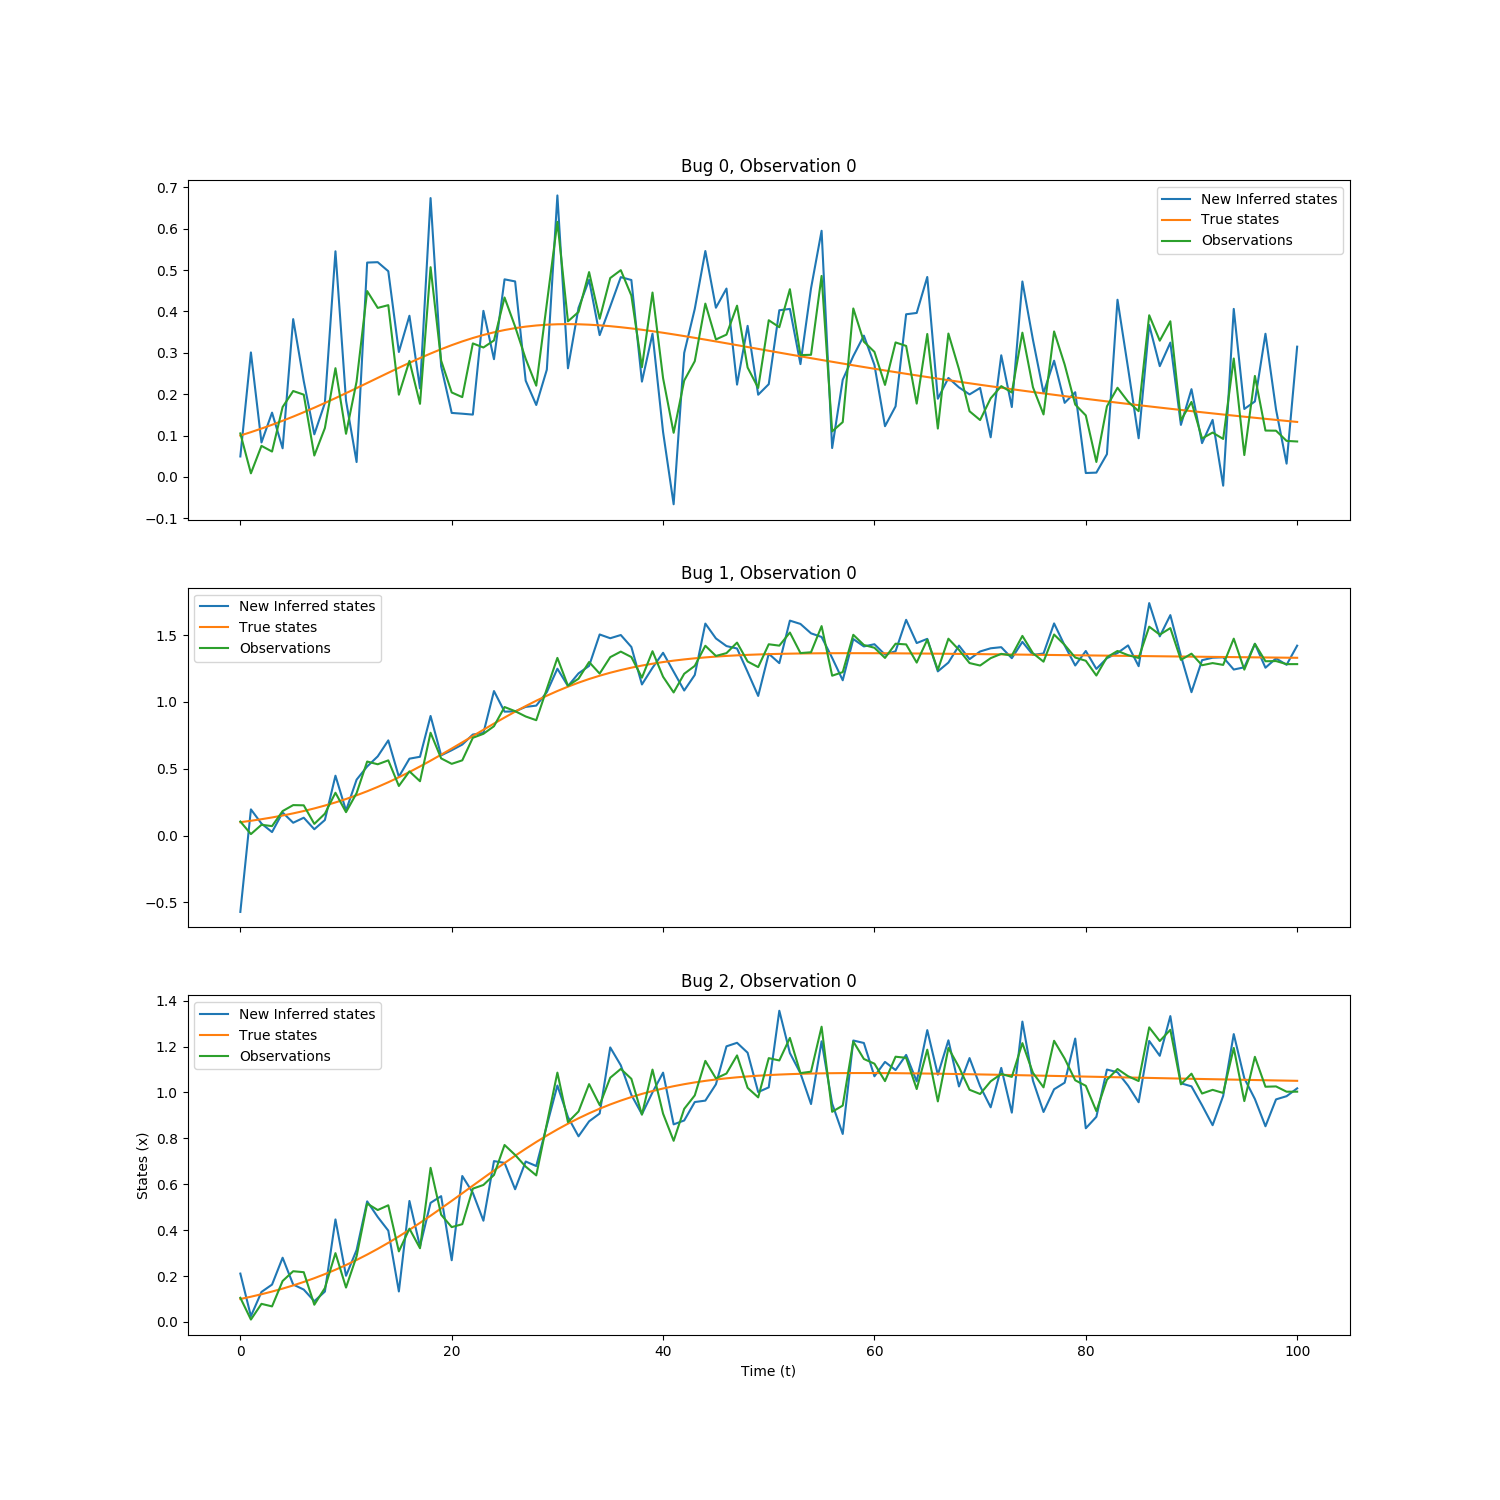 Bug 0, Observation 0
0.7
0.6
0.5
0.4
0.3
0.2
0.1
0.0
−0.1
New Inferred states
True states
Observations
Bug 1, Observation 0
1.5
1.0
0.5
0.0
−0.5
New Inferred states
True states
Observations
Bug 2, Observation 0
1.4
1.2
1.0
0.8
0.6
0.4
0.2
0.0
States (x)
New Inferred states
True states
Observations
0 20 40 60 80 100
Time (t)